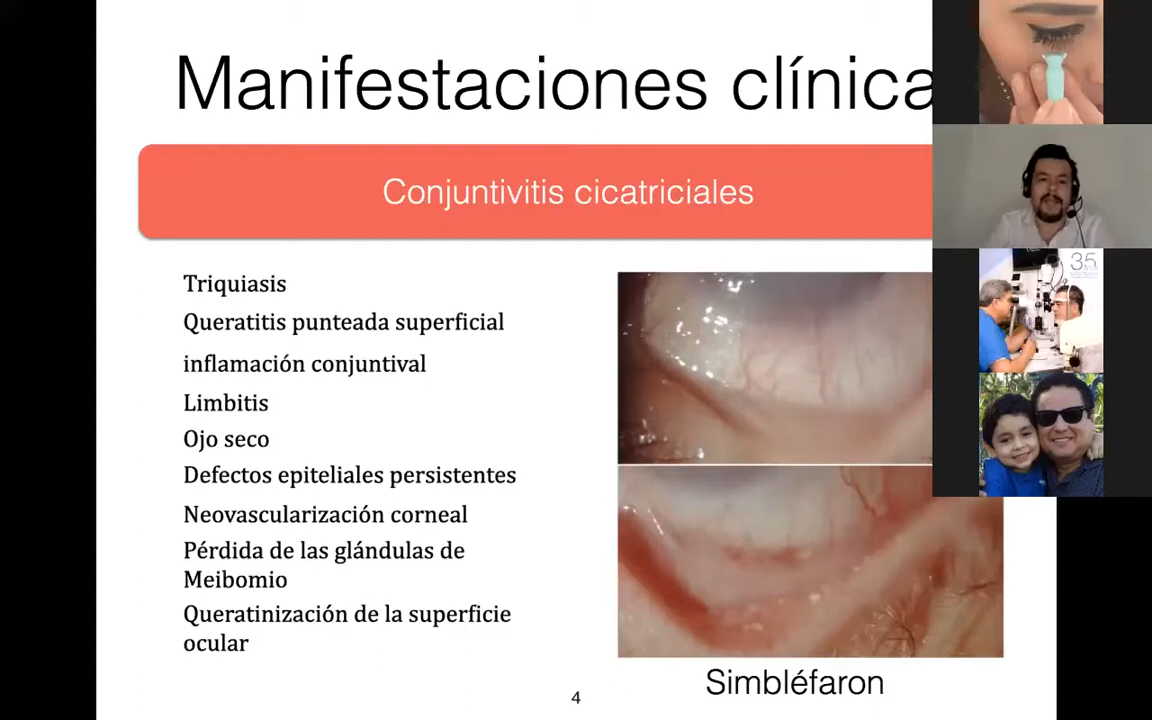 Manifestaciones clínica
Conjuntivitis cicatriciales
Triquiasis
Queratitis punteada superficial
inflamación conjuntival
Limbitis
Ojo seco
Defectos epiteliales persistentes
Neovascularización corneal
Pérdida de las glándulas de
Meibomio
Queratinización de la superficie
ocular
Simbléfaron
4
35